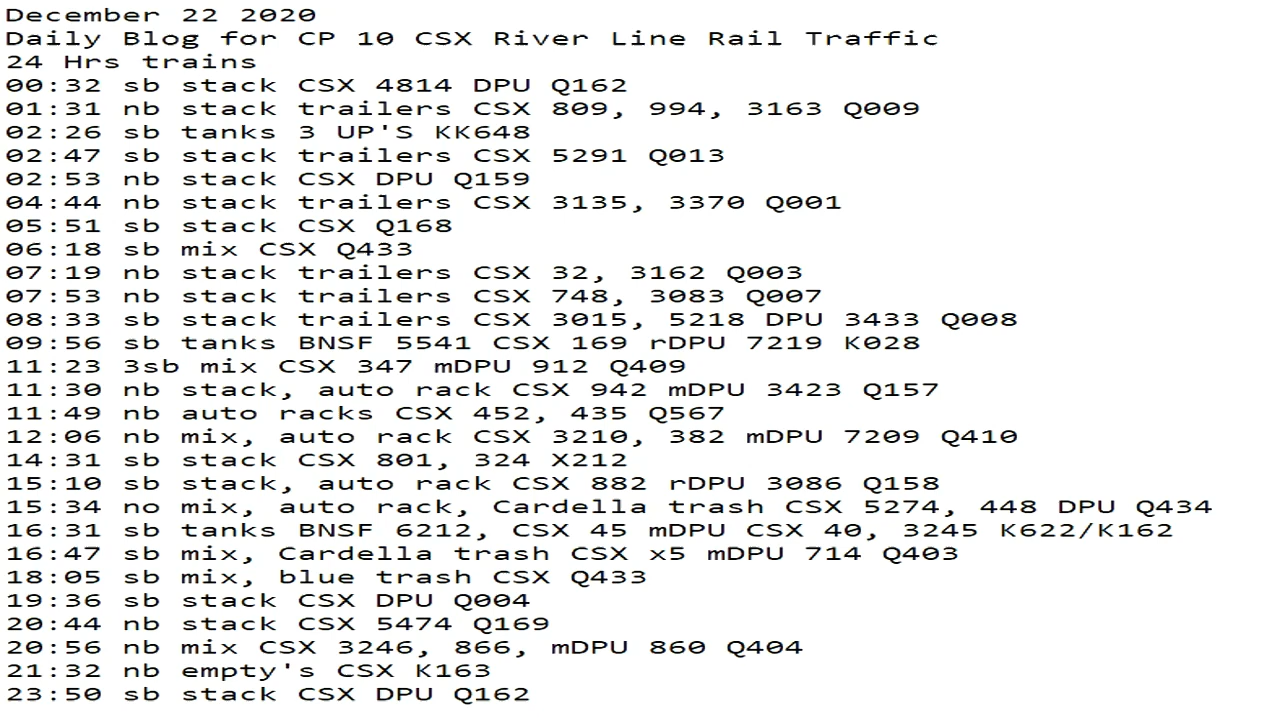 December 22 2020
Daily Blog for CP 10 CSX River Line Rail Traffic
24 Hrs trains
00:32 sb stack CSX 4814 DPU Q162
01:31 nb stack trailers CSX 809, 994, 3163 Q009
02:26 sb tanks 3 UP'S KK648
02:47 sb stack trailers CSX 5291 Q013
02:53 nb stack CSX DPU Q159
04:44 nb stack trailers CSX 3135, 3370 Q001
05:51 sb stack CSX Q168
06:18 sb mix CSX Q433
07:19 nb stack trailers CSX 32, 3162 Q003
07:53 nb stack trailers CSX 748, 3083 Q007
08:33 sb stack trailers CSX 3015, 5218 DPU 3433 Q008
09:56 sb tanks BNSF 5541 CSX 169 rDPU 7219 K028
11:23 3sb mix CSX 347 mDPU 912 Q409
11:30 nb stack, auto rack CSX 942 mDPU 3423 Q157
11:49 nb auto racks CSX 452, 435 Q567
12:06 nb mix, auto rack CSX 3210, 382 mDPU 7209 Q410
14:31 sb stack CSX 801, 324 X212
15:10 sb stack, auto rack CSX 882 rDPU 3086 Q158
15:34 no mix, auto rack, Cardella trash CSX 5274, 448 DPU Q434
16:31 sb tanks BNSF 6212, CSX 45 mDPU CSX 40, 3245 K622/K162
16:47 sb mix, Cardella trash CSX x5 mDPU 714 Q403
18:05 sb mix, blue trash CSX Q433
19:36 sb stack CSX DPU Q004
20:44 nb stack CSX 5474 Q169
20:56 nb mix CSX 3246, 866, mDPU 860 Q404
21:32 nb empty's CSX K163
23:50 sb stack CSX DPU Q162